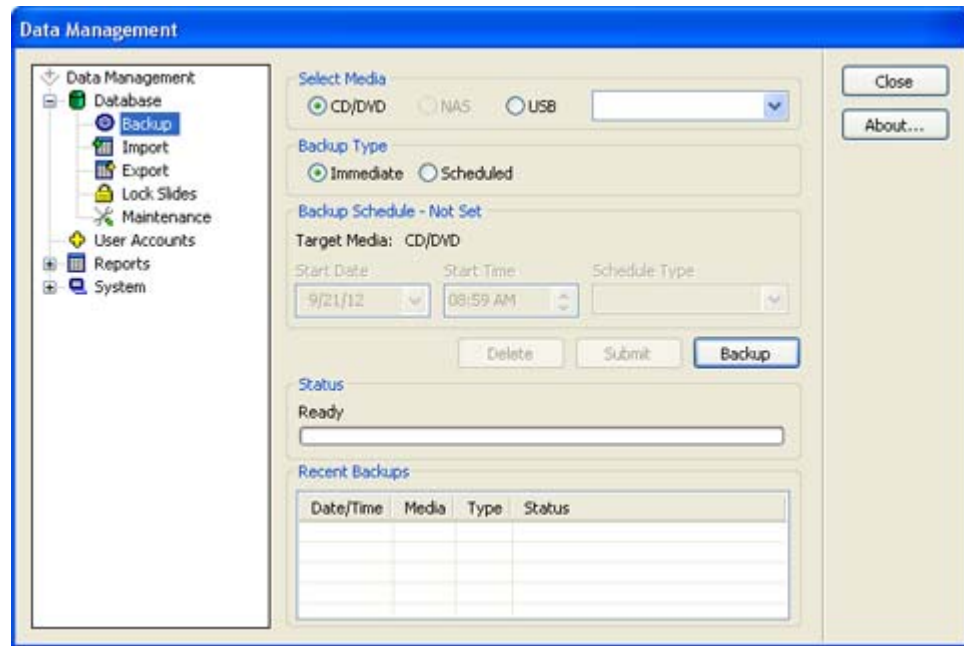 Data Management
Data Management
Database
Backup
Import
Export
Lock Slides
Maintenance
User Accounts
Reports
System
Select Media
CD/DVD NAS USB
Backup Type
Immediate Scheduled
Backup Schedule - Not Set
Target Media: CD/DVD
Start Date Start Time Schedule Type
9/21/12 08:59 AM
Delete Submit Backup
Status
Ready
Recent Backups
Date/Time Media Type Status
Close
About...